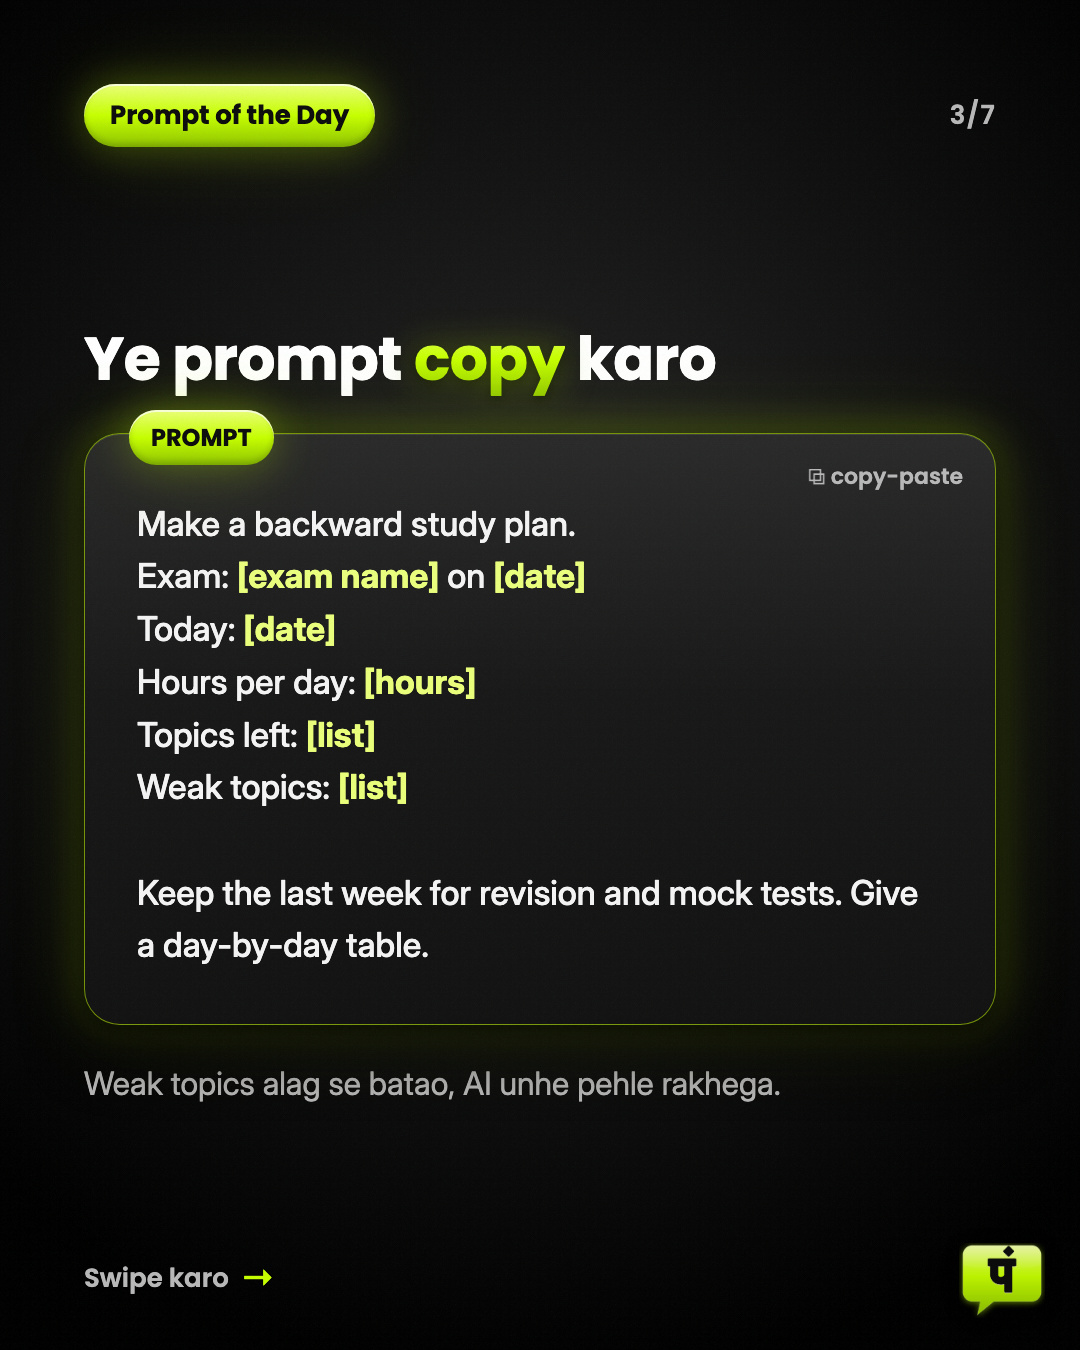 Prompt of the Day
3/7
Ye prompt copy karo
PROMPT
copy-paste
Make a backward study plan.
Exam: [exam name] on [date]
Today: [date]
Hours per day: [hours]
Topics left: [list]
Weak topics: [list]
Keep the last week for revision and mock tests. Give
a day-by-day table.
Weak topics alag se batao, AI unhe pehle rakhega.
Swipe karo →
पं